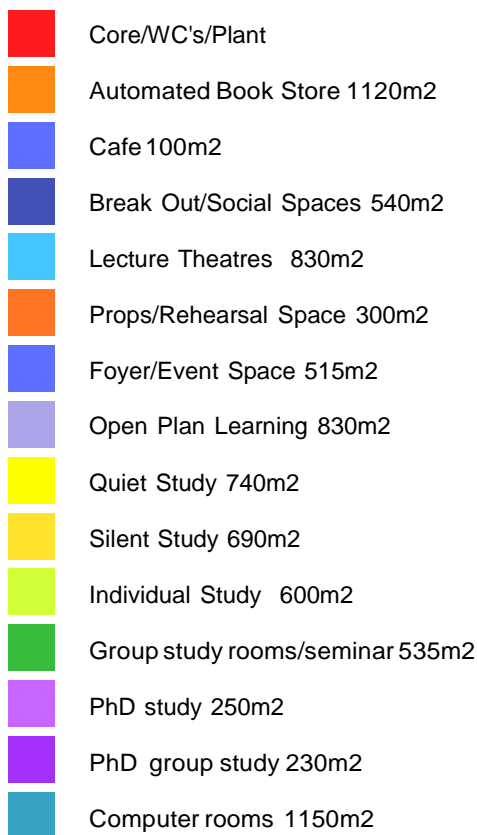 Core/WC's/Plant
Automated Book Store 1120m2
Cafe 100m2
Break Out/Social Spaces 540m2
Lecture Theatres 830m2
Props/Rehearsal Space 300m2
Foyer/Event Space 515m2
Open Plan Learning 830m2
Quiet Study 740m2
Silent Study 690m2
Individual Study 600m2
Group study rooms/seminar 535m2
PhD study 250m2
PhD group study 230m2
Computer rooms 1150m2